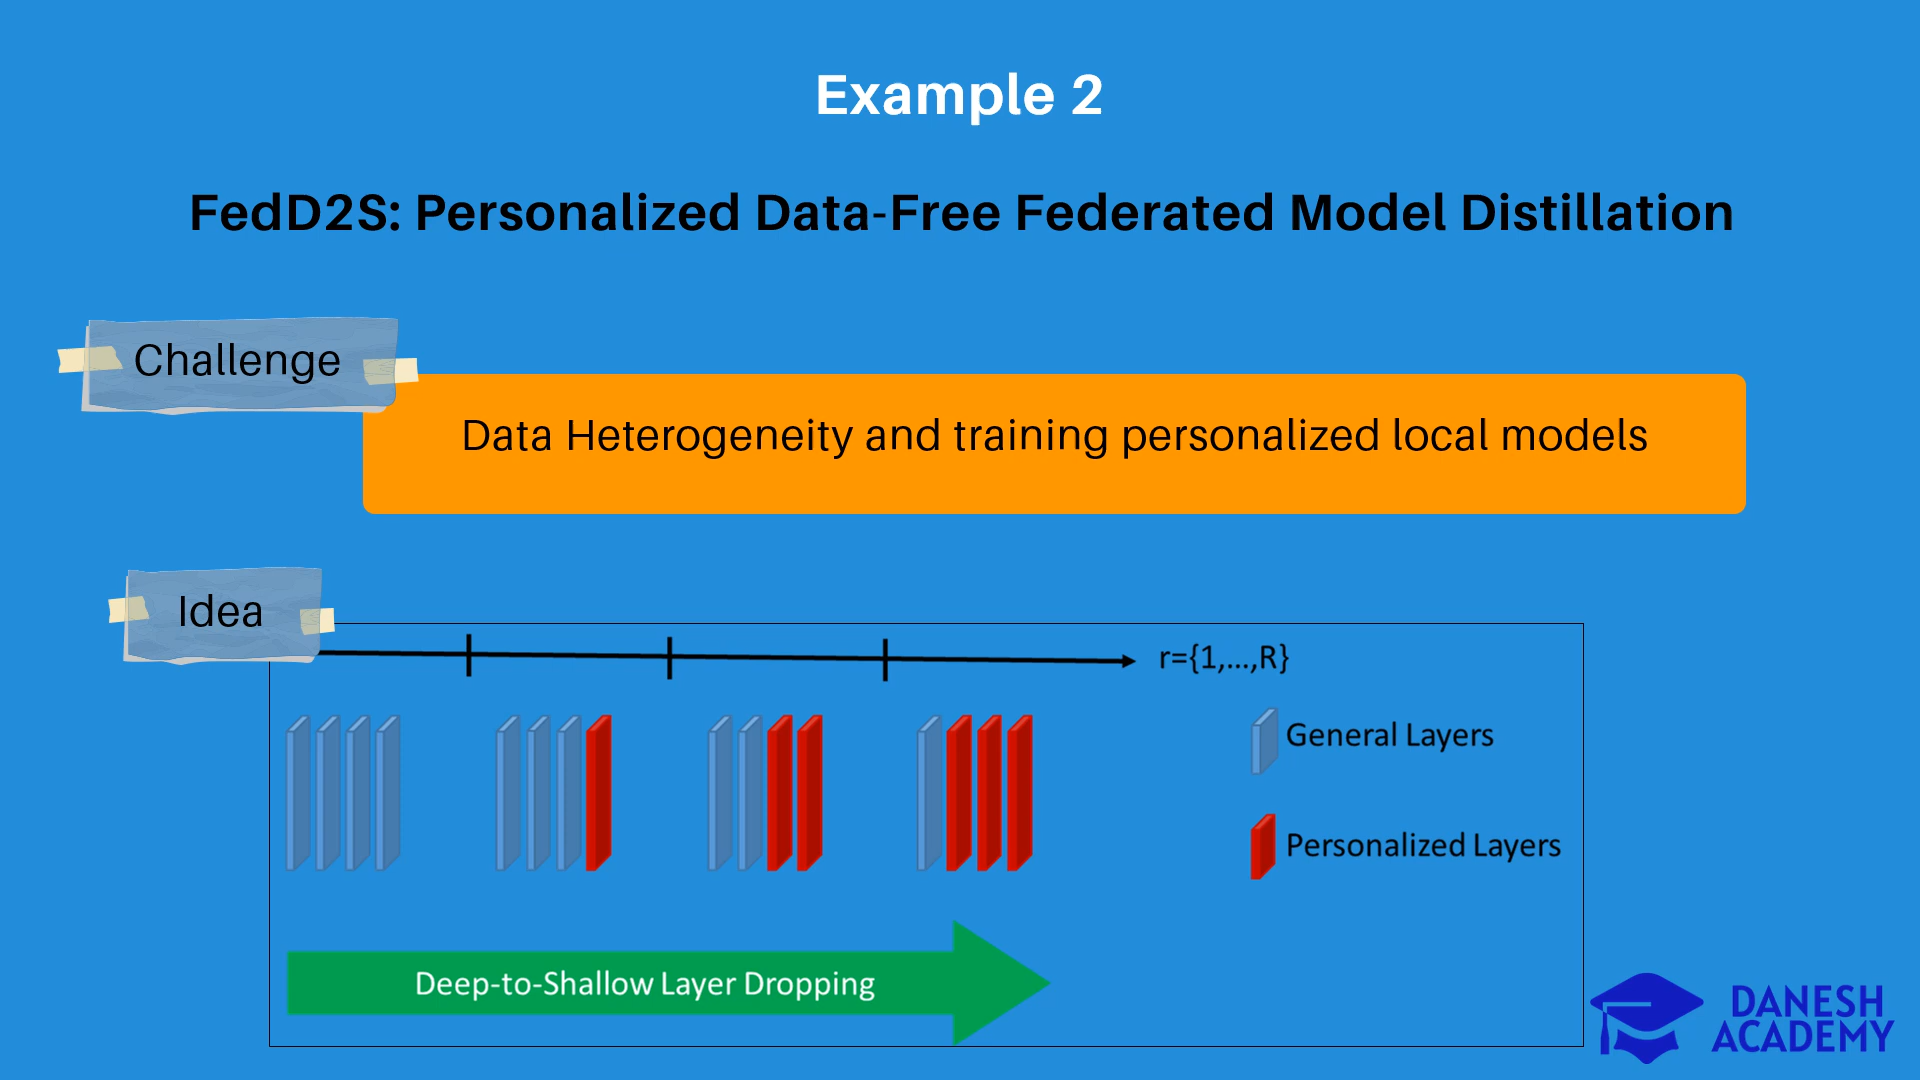 Example 2
FedD2S: Personalized Data-Free Federated Model Distillation
Challenge
Data Heterogeneity and training personalized local models
Idea
r={1,...,R}
General Layers
Personalized Layers
Deep-to-Shallow Layer Dropping
DANESH
ACADEMY